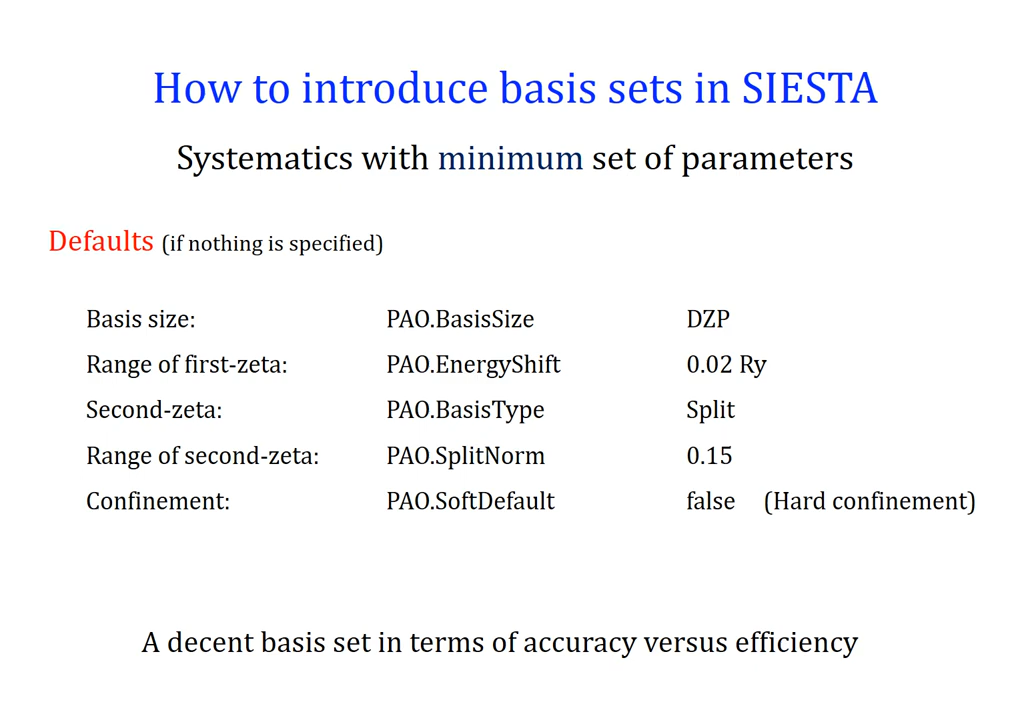 How to introduce basis sets in SIESTA
Systematics with minimum set of parameters
Defaults (if nothing is specified)
Basis size: PAO.BasisSize DZP
Range of first-zeta: PAO.EnergyShift 0.02 Ry
Second-zeta: PAO.BasisType Split
Range of second-zeta: PAO.SplitNorm 0.15
Confinement: PAO.SoftDefault false (Hard confinement)
A decent basis set in terms of accuracy versus efficiency